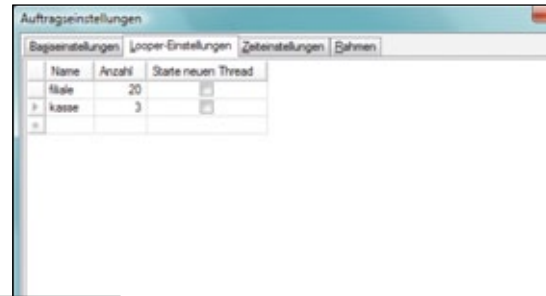 Auftragseinstellungen
Basiseinstellungen Looper-Einstellungen Zeiteinstellungen Rahmen
Name Anzahl Starte neuen Thread
filiale 20
kasse 3